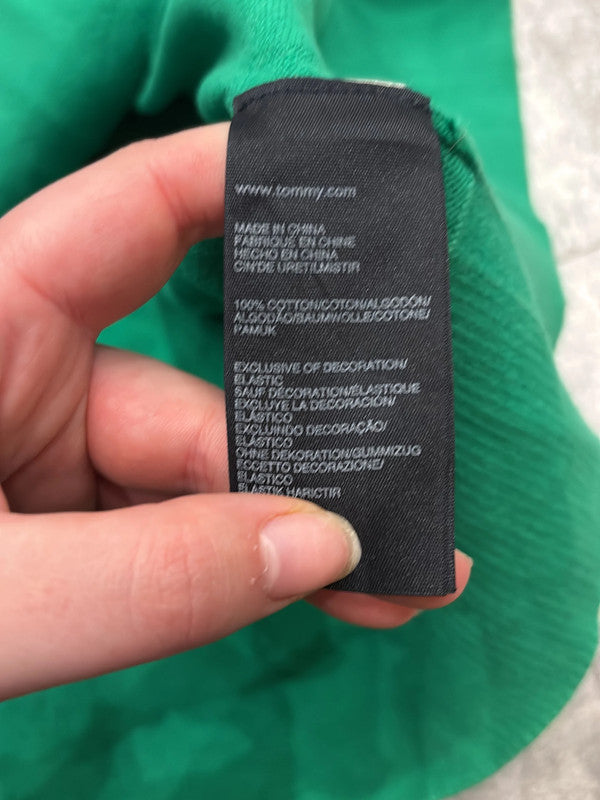 www.tommy.com
MADE IN CHINA
FABRIQUE EN CHINE
HECHO EN CHINA
CIN'DE URETILMISTIR
100% COTTON/COTON/ALGODÓN/
ALGODÃO/BAUMWOLLE/COTONE/
PAMUK
EXCLUSIVE OF DECORATION/
ELASTIC
SAUF DÉCORATION/ÉLASTIQUE
EXCLUYE LA DECORACIÓN/
ELÁSTICO
EXCLUINDO DECORAÇÃO/
ELÁSTICO
OHNE DEKORATION/GUMMIZUG
ECCETTO DECORAZIONE/
ELASTICO
ELASTIK HARICTIR